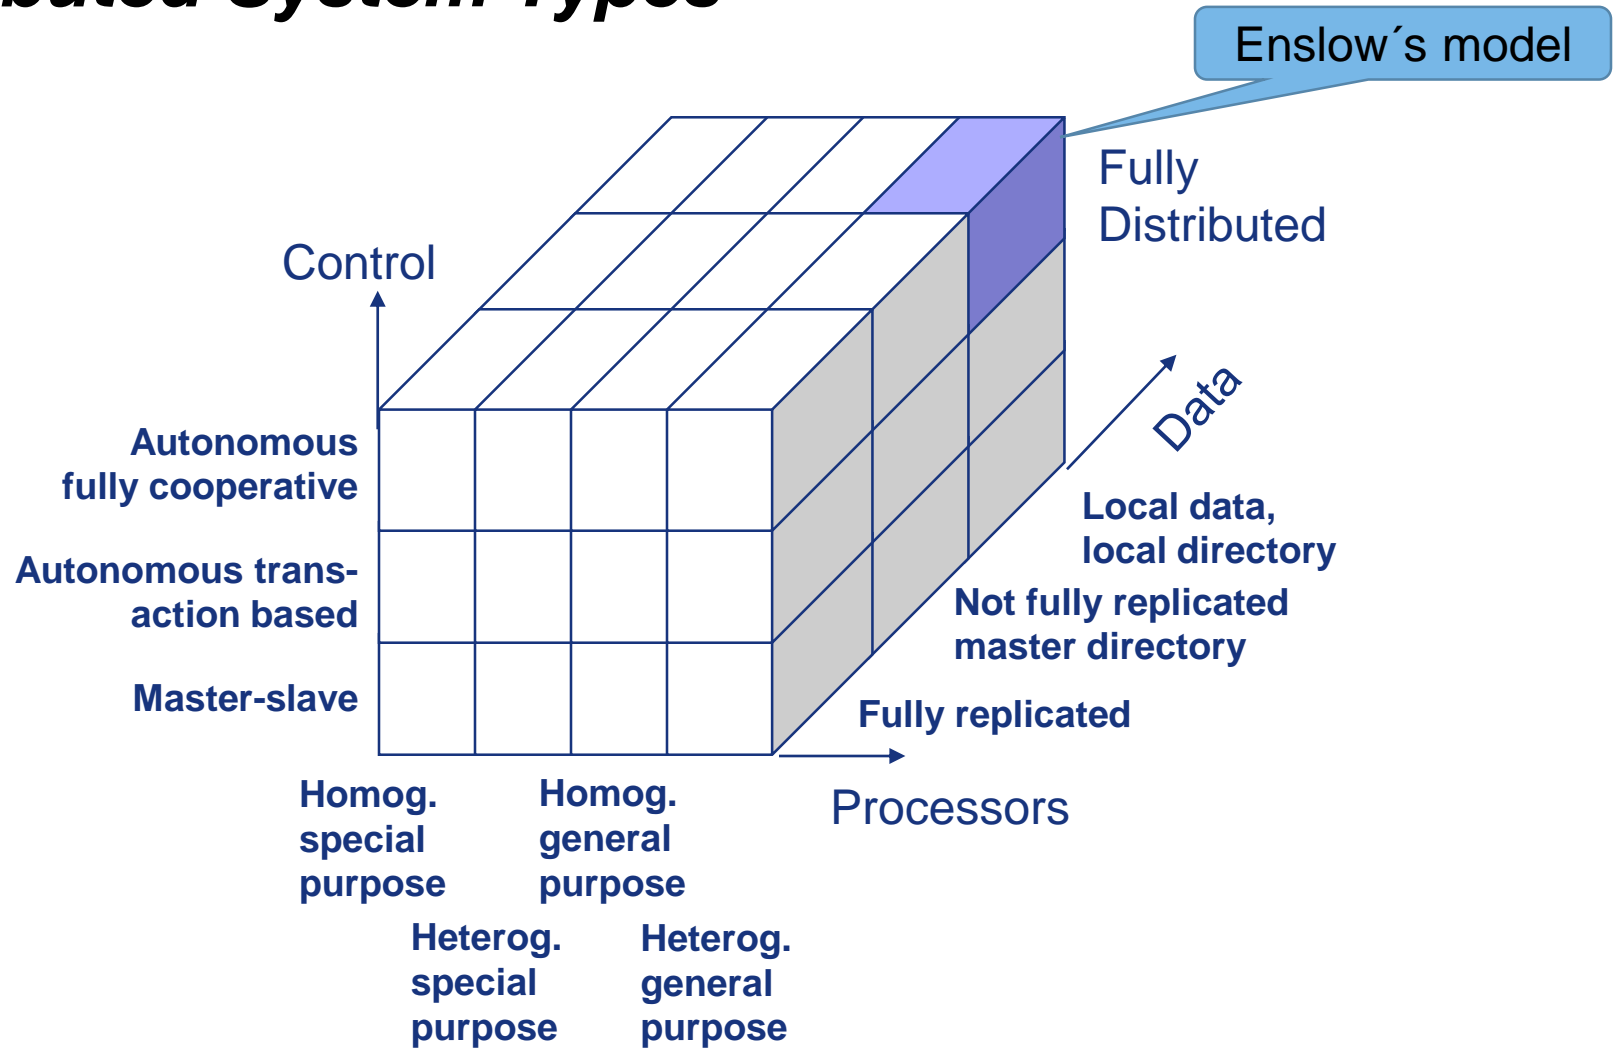 System Types
Enslow´s model
Fully
Distributed
Control
Data
Autonomous
fully cooperative
Autonomous trans-
action based
Master-slave
Local data,
local directory
Not fully replicated
master directory
Fully replicated
Processors
Homog.
special
purpose
Homog.
general
purpose
Heterog.
special
purpose
Heterog.
general
purpose